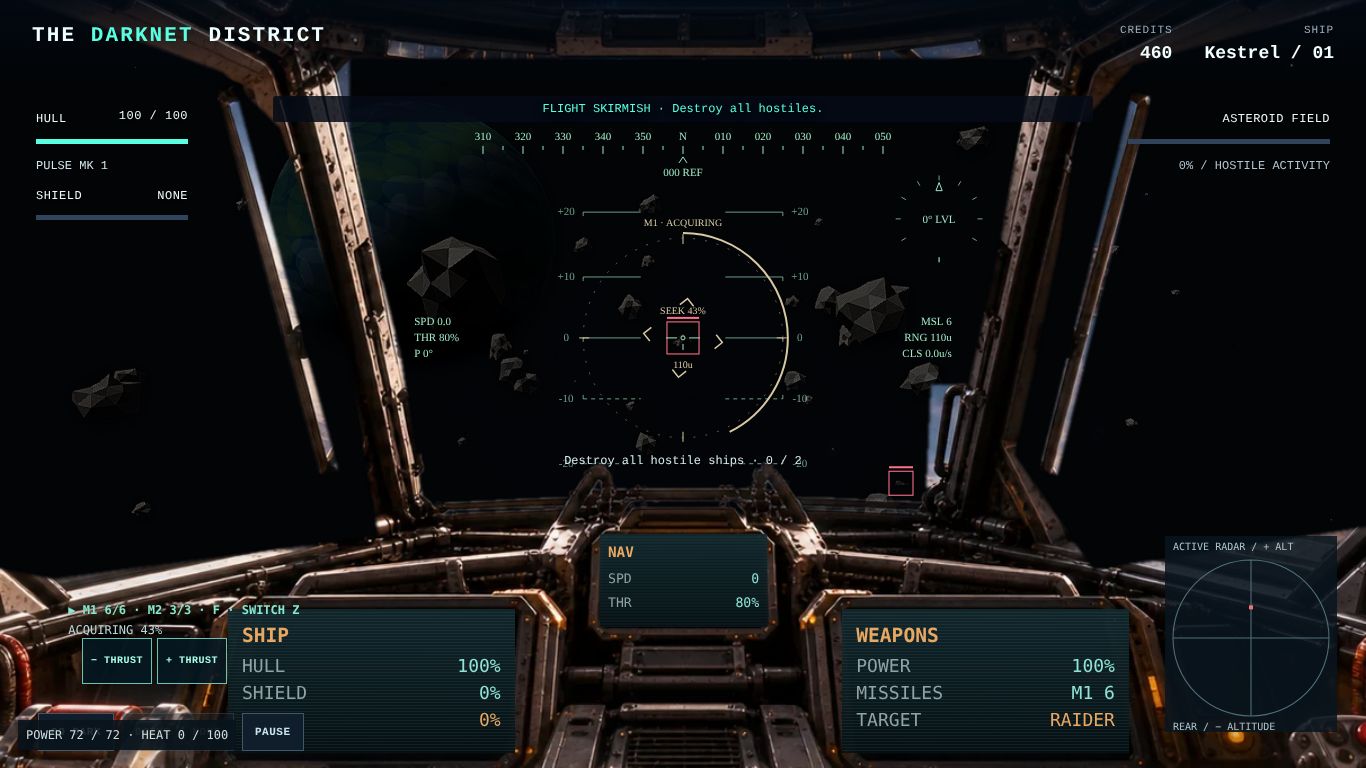 THE DARKNET DISTRICT
CREDITS
460
SHIP
Kestrel / 01
HULL 100 / 100
PULSE MK 1
SHIELD NONE
FLIGHT SKIRMISH · Destroy all hostiles.
ASTEROID FIELD
0% / HOSTILE ACTIVITY
310 320 330 340 350 N 010 020 030 040 050
000 REF
0° LVL
+20 +20
M1 · ACQUIRING
+10 +10
SEEK 43%
0 0
110u
-10 -10
SPD 0.0
THR 80%
P 0°
MSL 6
RNG 110u
CLS 0.0u/s
Destroy all hostile ships · 0 / 2
NAV
SPD 0
THR 80%
▶ M1 6/6 · M2 3/3 · F · SWITCH Z
ACQUIRING 43%
− THRUST
+ THRUST
POWER 72 / 72 · HEAT 0 / 100
PAUSE
SHIP
HULL 100%
SHIELD 0%
0%
WEAPONS
POWER 100%
MISSILES M1 6
TARGET RAIDER
ACTIVE RADAR / + ALT
REAR / − ALTITUDE